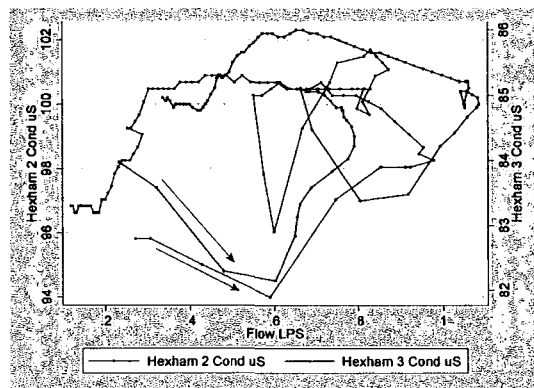 Hexham 2 Cond uS
94 96 98 100 102
Hexham 3 Cond uS
82 83 84 85 86
.2 .4 .6 .8 1
Flow LPS
Hexham 2 Cond uS Hexham 3 Cond uS